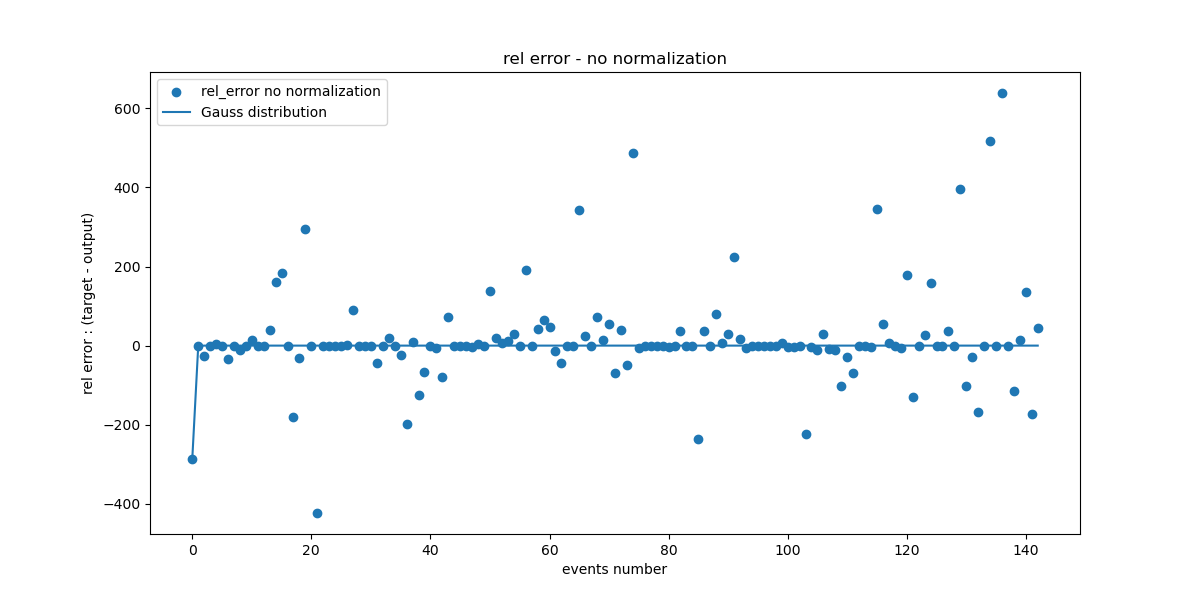 rel error - no normalization
rel_error no normalization
Gauss distribution
600
400
200
0
−200
−400
rel error : (target - output)
0 20 40 60 80 100 120 140
events number